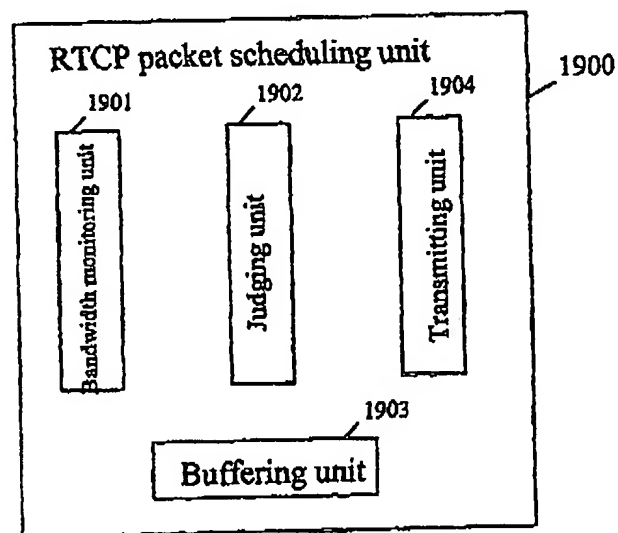 RTCP packet scheduling unit
1900
1901
1902
1904
Bandwidth monitoring unit
Judging unit
Transmitting unit
1903
Buffering unit